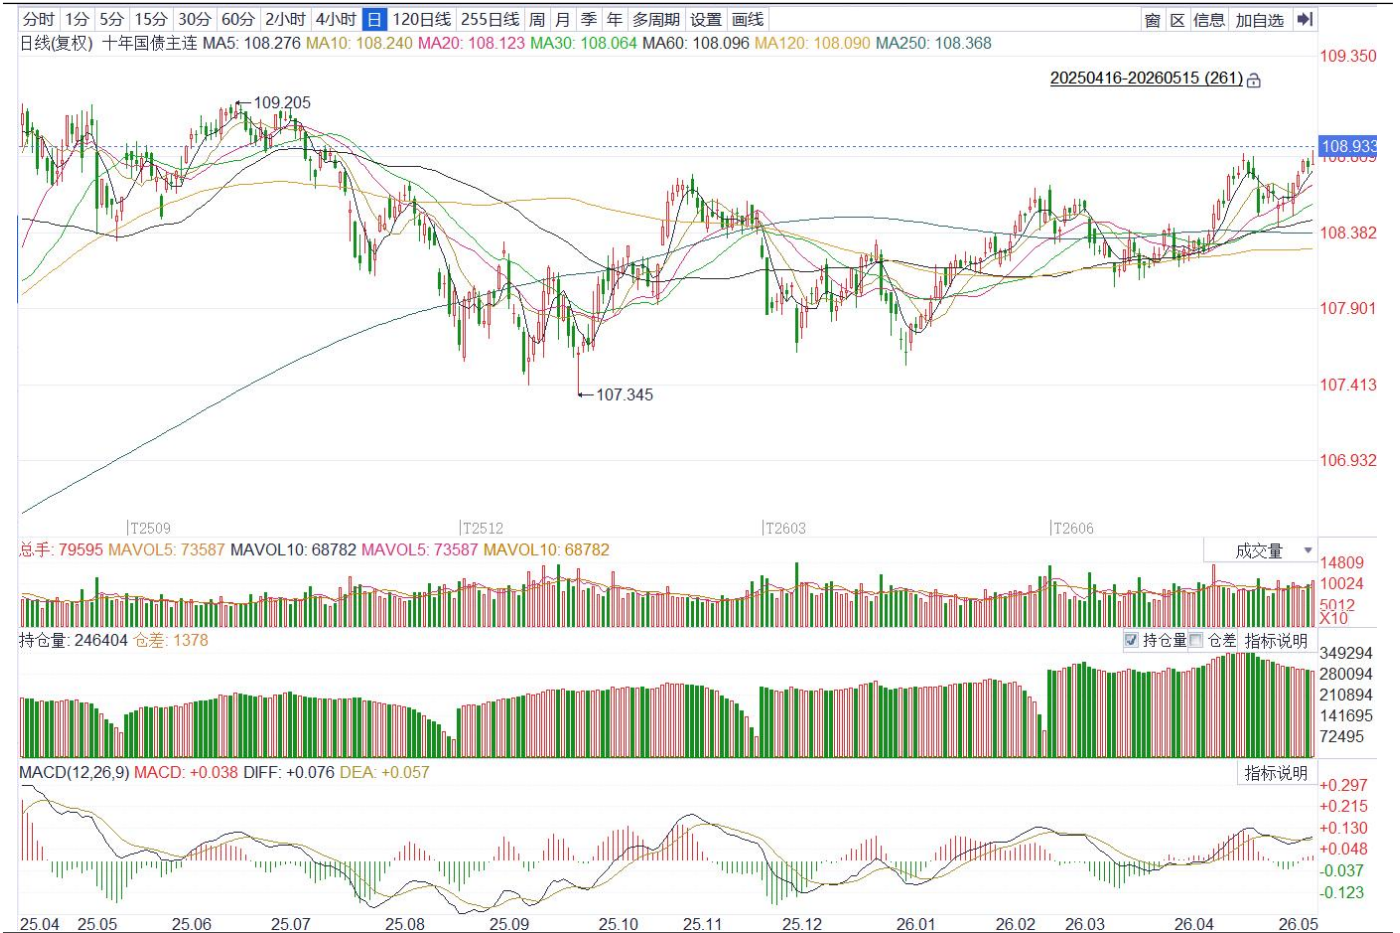 分时 1分 5分 15分 30分 60分 2小时 4小时 日 120日线 255日线 周 月 季 年 多周期 设置 画线 窗 区 信息 加自选
日线(复权) 十年国债主连 MA5: 108.276 MA10: 108.240 MA20: 108.123 MA30: 108.064 MA60: 108.096 MA120: 108.090 MA250: 108.368
109.350
20250416-20260515 (261)
109.205
108.933
108.382
107.901
107.413
107.345
106.932
T2509 T2512 T2603 T2606
总手: 79595 MAVOL5: 73587 MAVOL10: 68782 MAVOL5: 73587 MAVOL10: 68782 成交量
14809
10024
5012
X10
持仓量: 246404 仓差: 1378 持仓量 仓差 指标说明
349294
280094
210894
141695
72495
MACD(12,26,9) MACD: +0.038 DIFF: +0.076 DEA: +0.057 指标说明
+0.297
+0.215
+0.130
+0.048
-0.037
-0.123
25.04 25.05 25.06 25.07 25.08 25.09 25.10 25.11 25.12 26.01 26.02 26.03 26.04 26.05